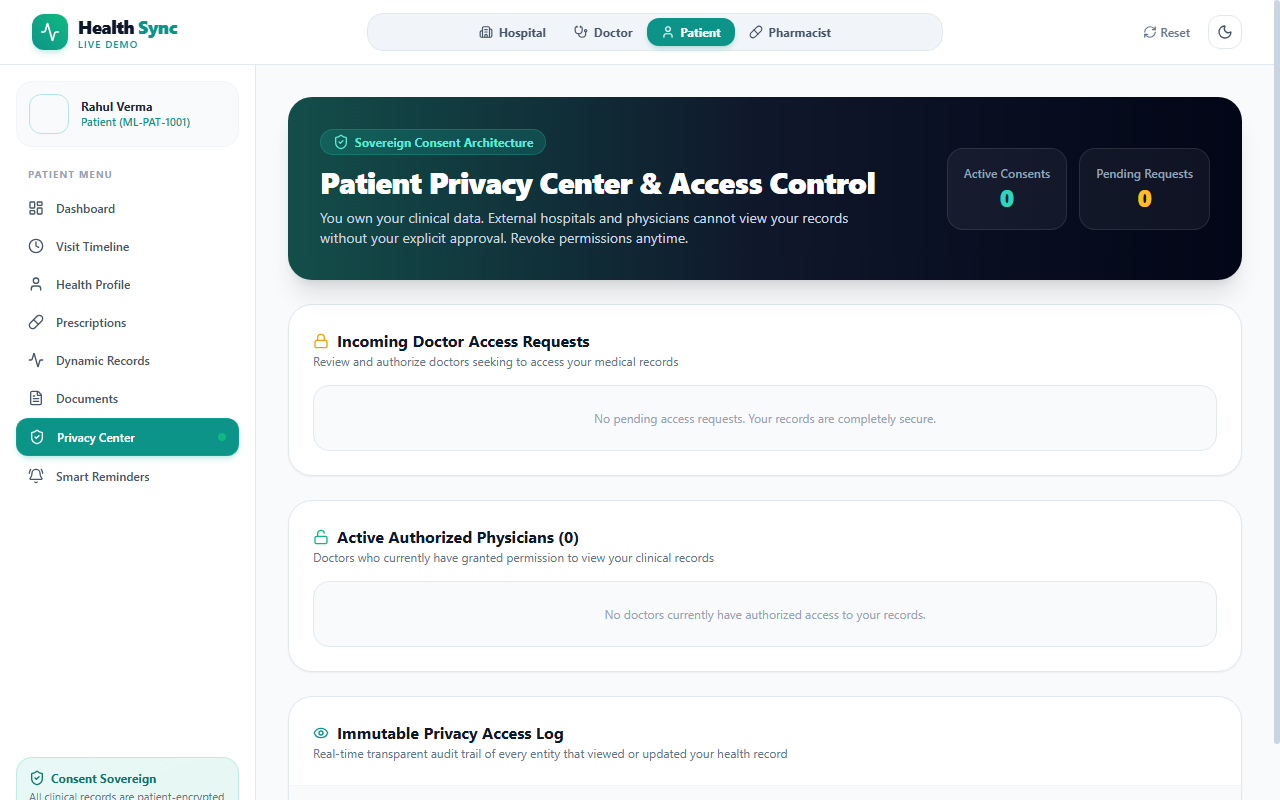 Health Sync
LIVE DEMO
Hospital
Doctor
Patient
Pharmacist
Reset
Rahul Verma
Patient (ML-PAT-1001)
PATIENT MENU
Dashboard
Visit Timeline
Health Profile
Prescriptions
Dynamic Records
Documents
Privacy Center
Smart Reminders
Consent Sovereign
All clinical records are patient-encrypted
Sovereign Consent Architecture
Patient Privacy Center & Access Control
You own your clinical data. External hospitals and physicians cannot view your records
without your explicit approval. Revoke permissions anytime.
Active Consents
0
Pending Requests
0
Incoming Doctor Access Requests
Review and authorize doctors seeking to access your medical records
No pending access requests. Your records are completely secure.
Active Authorized Physicians (0)
Doctors who currently have granted permission to view your clinical records
No doctors currently have authorized access to your records.
Immutable Privacy Access Log
Real-time transparent audit trail of every entity that viewed or updated your health record